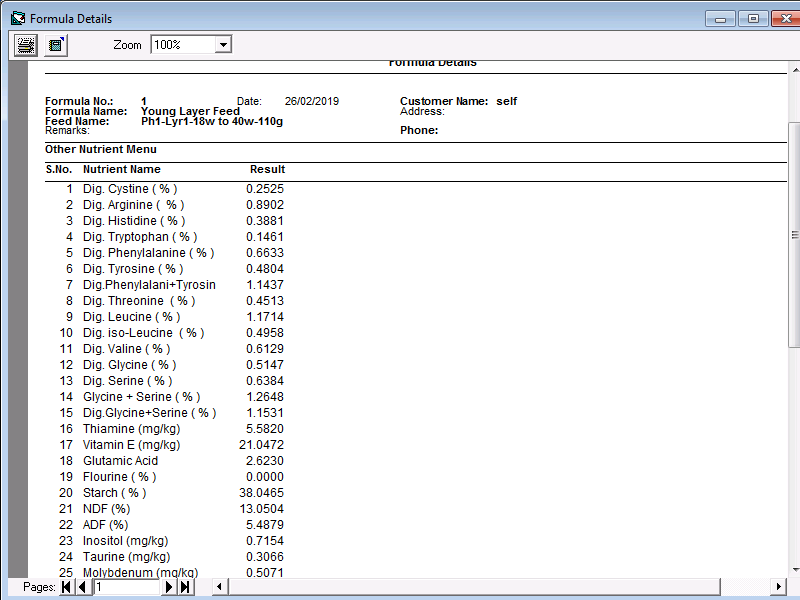 Formula Details
Zoom 100%
Formula Details
Formula No.: 1 Date: 26/02/2019 Customer Name: self
Formula Name: Young Layer Feed Address:
Feed Name: Ph1-Lyr1-18w to 40w-110g
Remarks: Phone:
Other Nutrient Menu
S.No. Nutrient Name Result
1 Dig. Cystine ( % ) 0.2525
2 Dig. Arginine ( % ) 0.8902
3 Dig. Histidine ( % ) 0.3881
4 Dig. Tryptophan ( % ) 0.1461
5 Dig. Phenylalanine ( % ) 0.6633
6 Dig. Tyrosine ( % ) 0.4804
7 Dig.Phenylalani+Tyrosin 1.1437
8 Dig. Threonine ( % ) 0.4513
9 Dig. Leucine ( % ) 1.1714
10 Dig. iso-Leucine ( % ) 0.4958
11 Dig. Valine ( % ) 0.6129
12 Dig. Glycine ( % ) 0.5147
13 Dig. Serine ( % ) 0.6384
14 Glycine + Serine ( % ) 1.2648
15 Dig.Glycine+Serine ( % ) 1.1531
16 Thiamine (mg/kg) 5.5820
17 Vitamin E (mg/kg) 21.0472
18 Glutamic Acid 2.6230
19 Flourine ( % ) 0.0000
20 Starch ( % ) 38.0465
21 NDF (%) 13.0504
22 ADF (%) 5.4879
23 Inositol (mg/kg) 0.7154
24 Taurine (mg/kg) 0.3066
25 Molybdenum (mg/kg) 0.5071
Pages: 1